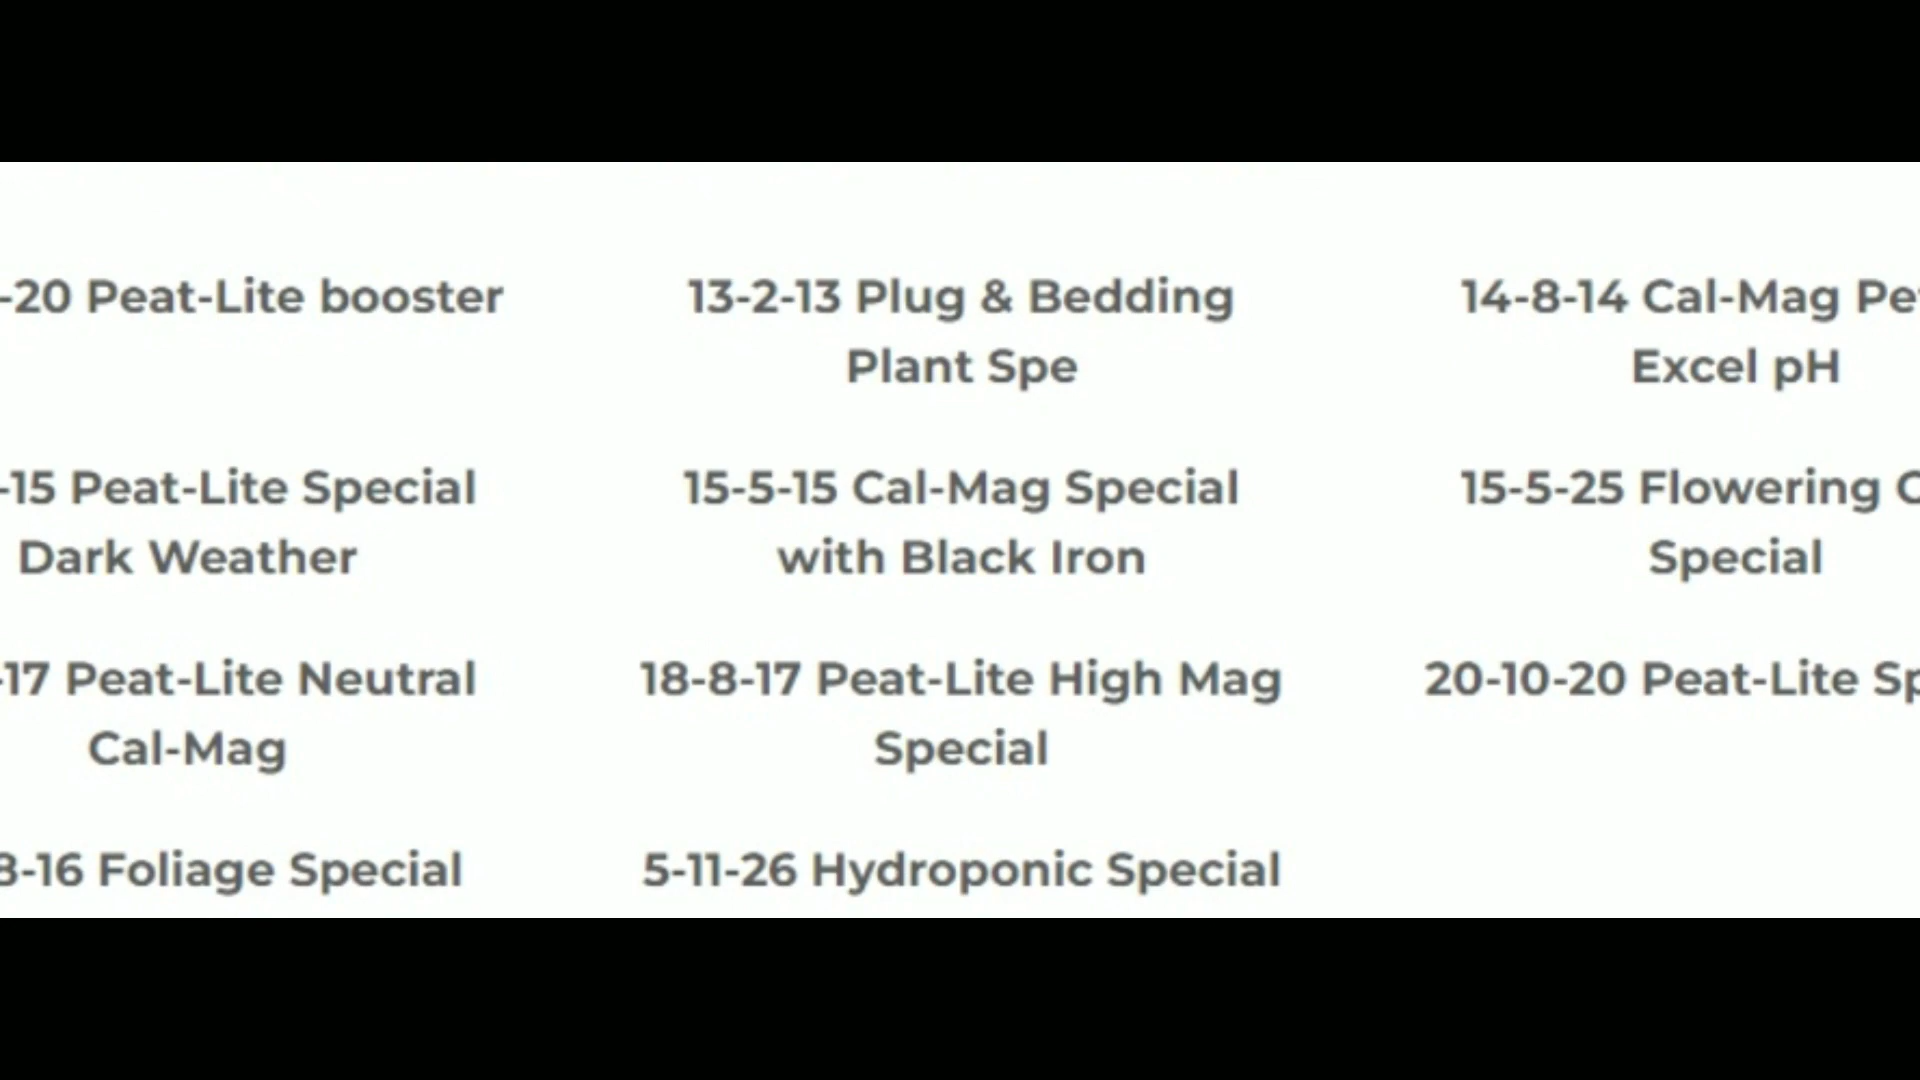 -20 Peat-Lite booster
13-2-13 Plug & Bedding
Plant Spe
14-8-14 Cal-Mag
Excel pH
-15 Peat-Lite Special
Dark Weather
15-5-15 Cal-Mag Special
with Black Iron
15-5-25 Flowering
Special
-17 Peat-Lite Neutral
Cal-Mag
18-8-17 Peat-Lite High Mag
Special
20-10-20 Peat-Lite
8-16 Foliage Special
5-11-26 Hydroponic Special